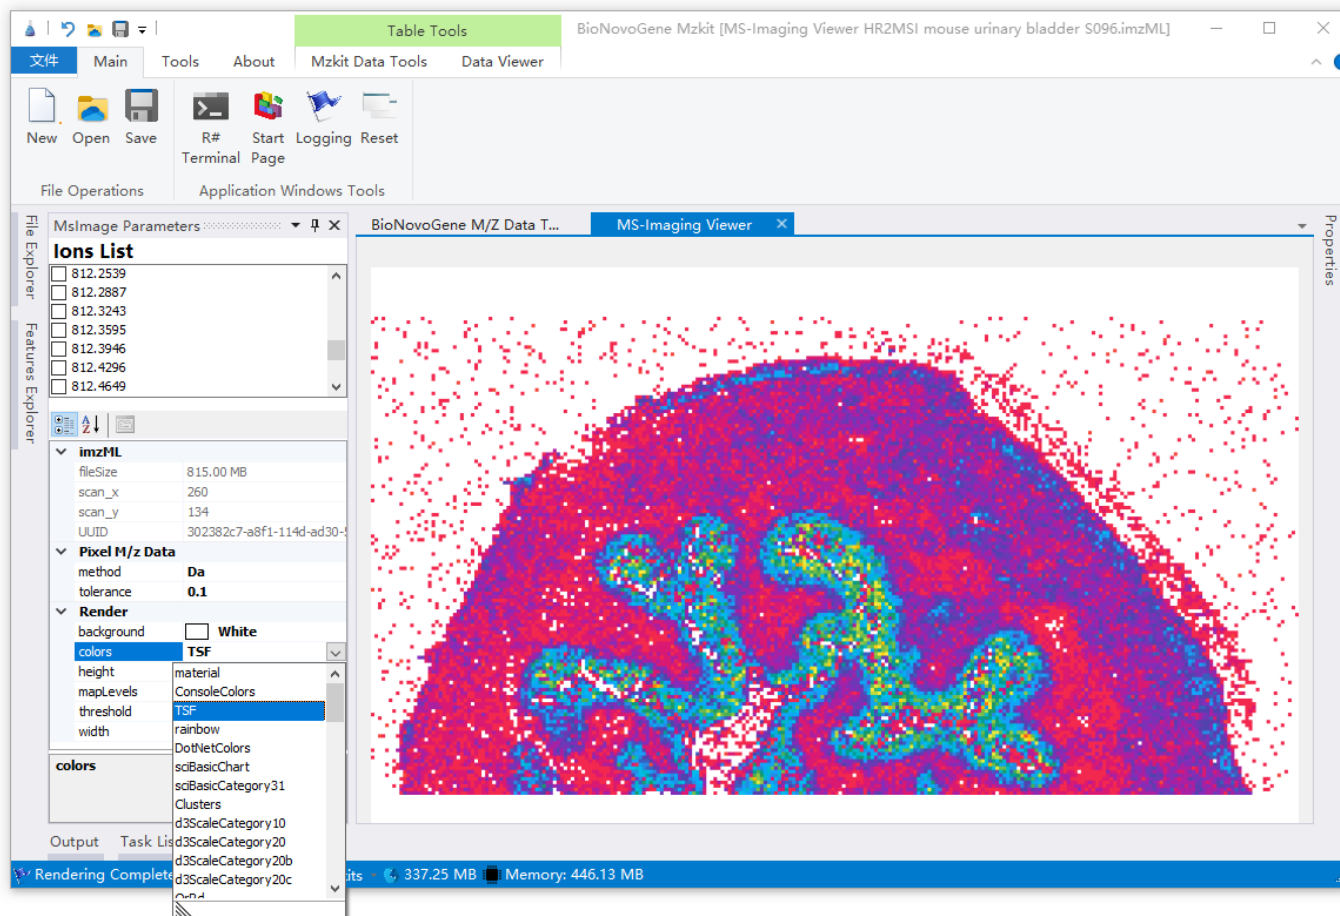 Table Tools
BioNovoGene Mzkit [MS-Imaging Viewer HR2MSI mouse urinary bladder S096.imzML]
文件 Main Tools About Mzkit Data Tools Data Viewer
New Open Save R# Terminal Start Page Logging Reset
File Operations Application Windows Tools
File Explorer
Features Explorer
MsImage Parameters
BioNovoGene M/Z Data T... MS-Imaging Viewer
Properties
Ions List
812.2539
812.2887
812.3243
812.3595
812.3946
812.4296
812.4649
imzML
fileSize 815.00 MB
scan_x 260
scan_y 134
UUID 302382c7-a8f1-114d-ad30-
Pixel M/z Data
method Da
tolerance 0.1
Render
background White
colors TSF
height
mapLevels
threshold
width
material
ConsoleColors
TSF
rainbow
DotNetColors
sciBasicChart
sciBasicCategory31
Clusters
d3ScaleCategory10
d3ScaleCategory20
d3ScaleCategory20b
d3ScaleCategory20c
colors
Output Task Lis
Rendering Complete its 337.25 MB Memory: 446.13 MB